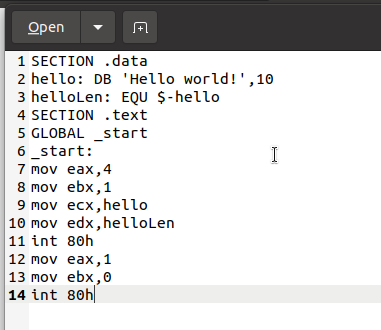 Open
1 SECTION .data
2 hello: DB 'Hello world!',10
3 helloLen: EQU $-hello
4 SECTION .text
5 GLOBAL _start
6 _start:
7 mov eax,4
8 mov ebx,1
9 mov ecx,hello
10 mov edx,helloLen
11 int 80h
12 mov eax,1
13 mov ebx,0
14 int 80h